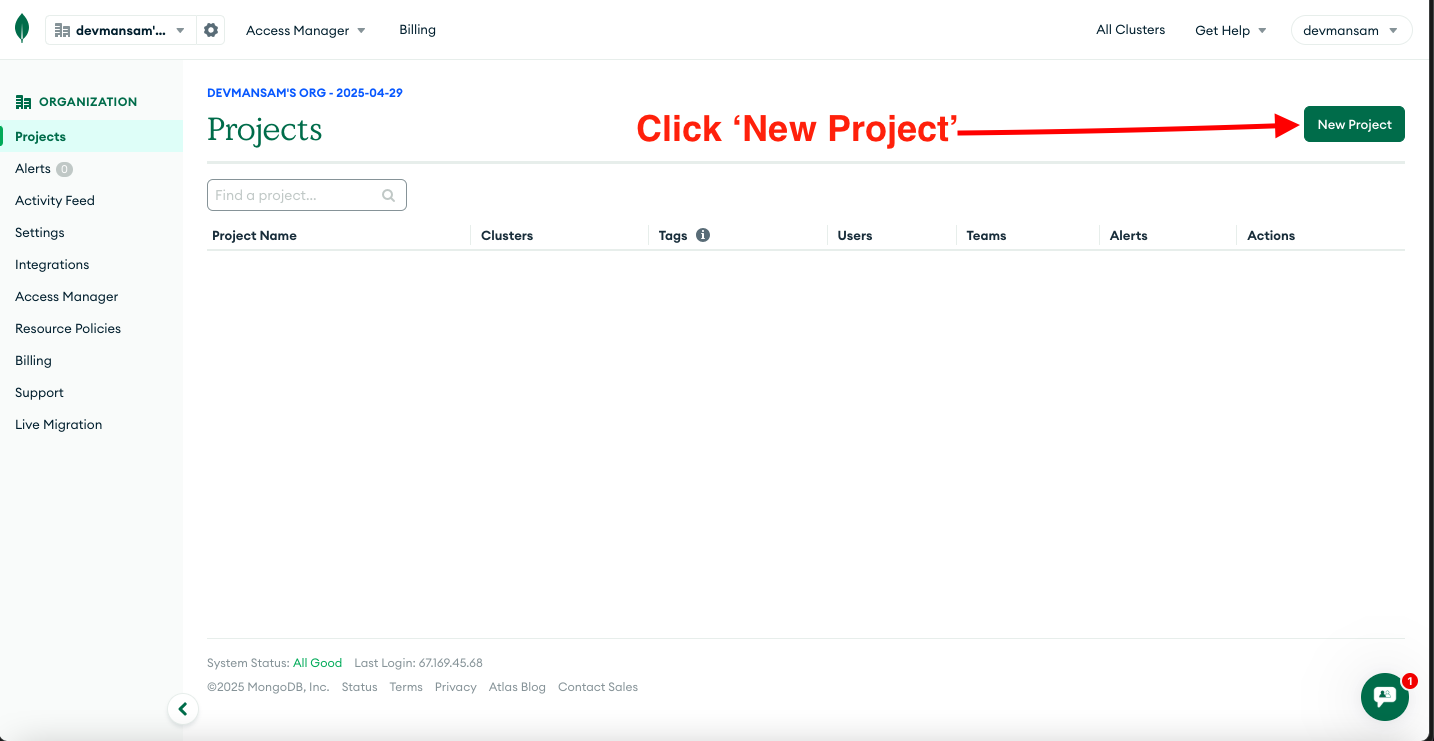 devmansam'...
Access Manager
Billing
All Clusters
Get Help
devmansam
ORGANIZATION
Projects
Alerts 0
Activity Feed
Settings
Integrations
Access Manager
Resource Policies
Billing
Support
Live Migration
DEVMANSAM'S ORG - 2025-04-29
Projects
Click ‘New Project’
New Project
Find a project...
Project Name Clusters Tags Users Teams Alerts Actions
System Status: All Good Last Login: 67.169.45.68
©2025 MongoDB, Inc. Status Terms Privacy Atlas Blog Contact Sales
1